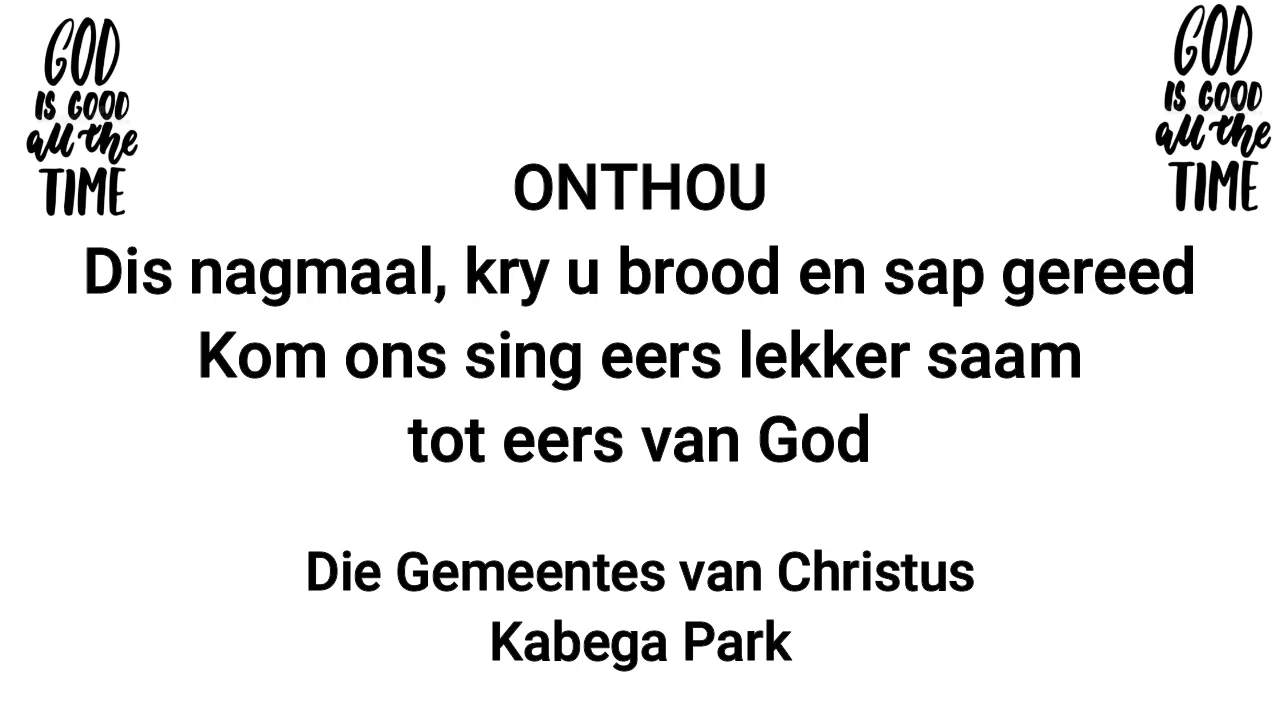 GOD
IS GOOD
all the
TIME
GOD
IS GOOD
all the
TIME
ONTHOU
Dis nagmaal, kry u brood en sap gereed
Kom ons sing eers lekker saam
tot eers van God
Die Gemeentes van Christus
Kabega Park